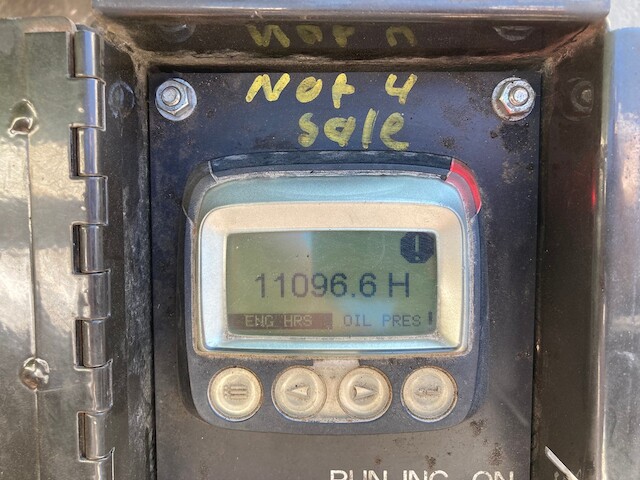 Not 4
Sale
11096.6 H
ENG HRS OIL PRES!